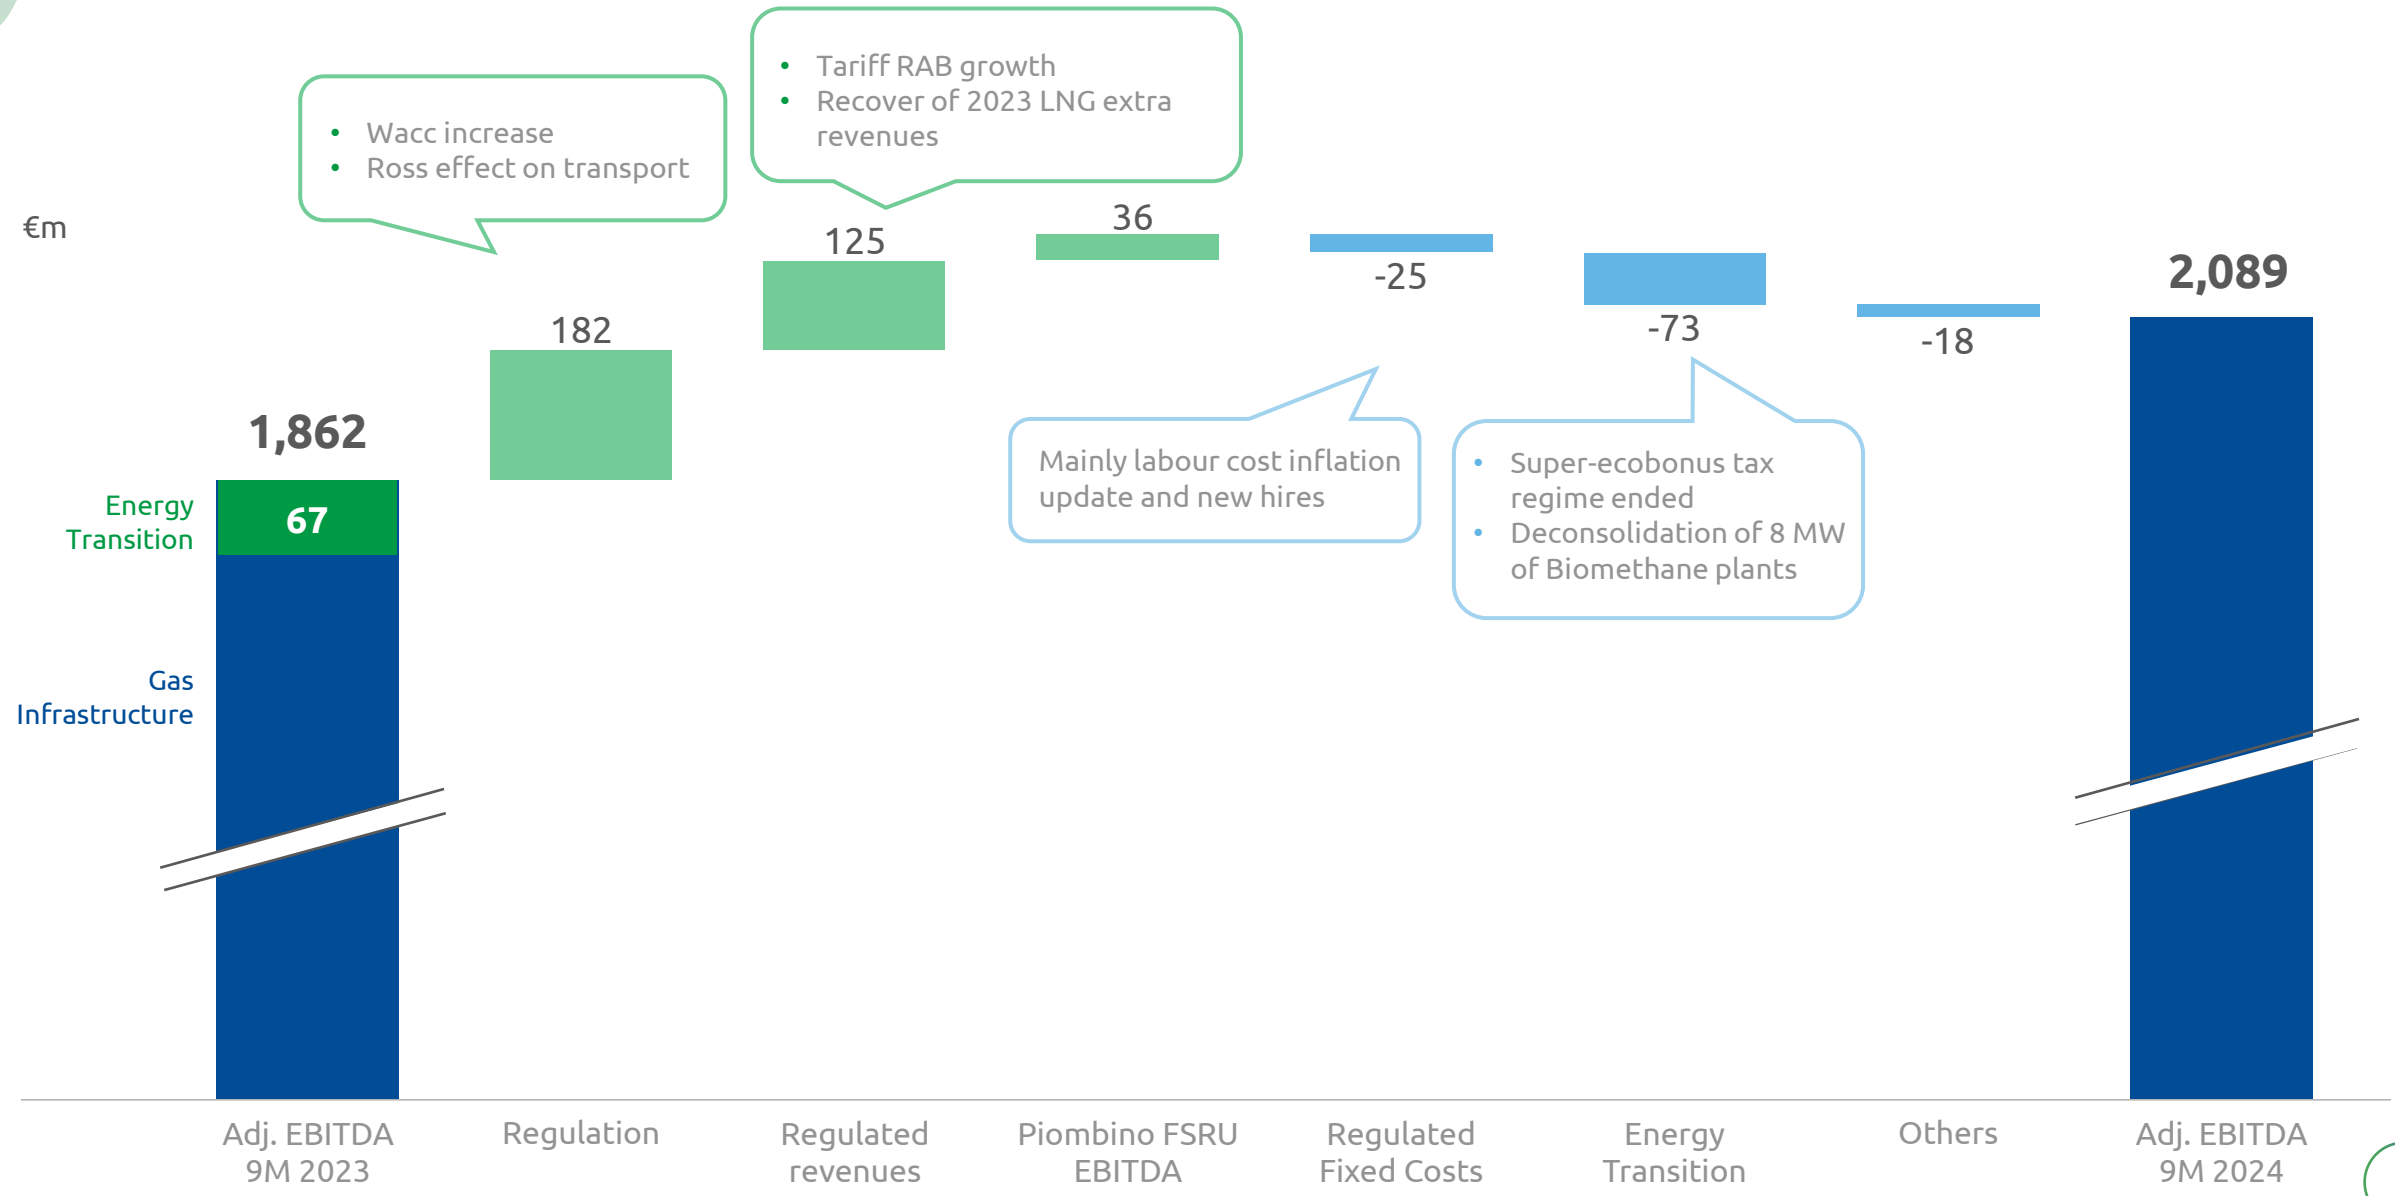 • Tariff RAB growth
• Recover of 2023 LNG extra
revenues
• Wacc increase
• Ross effect on transport
€m
36
125
-25
2,089
182
-73
-18
1,862
Mainly labour cost inflation
update and new hires
• Super-ecobonus tax
regime ended
• Deconsolidation of 8 MW
of Biomethane plants
Energy
Transition
67
Gas
Infrastructure
Adj. EBITDA
9M 2023
Regulation
Regulated
revenues
Piombino FSRU
EBITDA
Regulated
Fixed Costs
Energy
Transition
Others
Adj. EBITDA
9M 2024